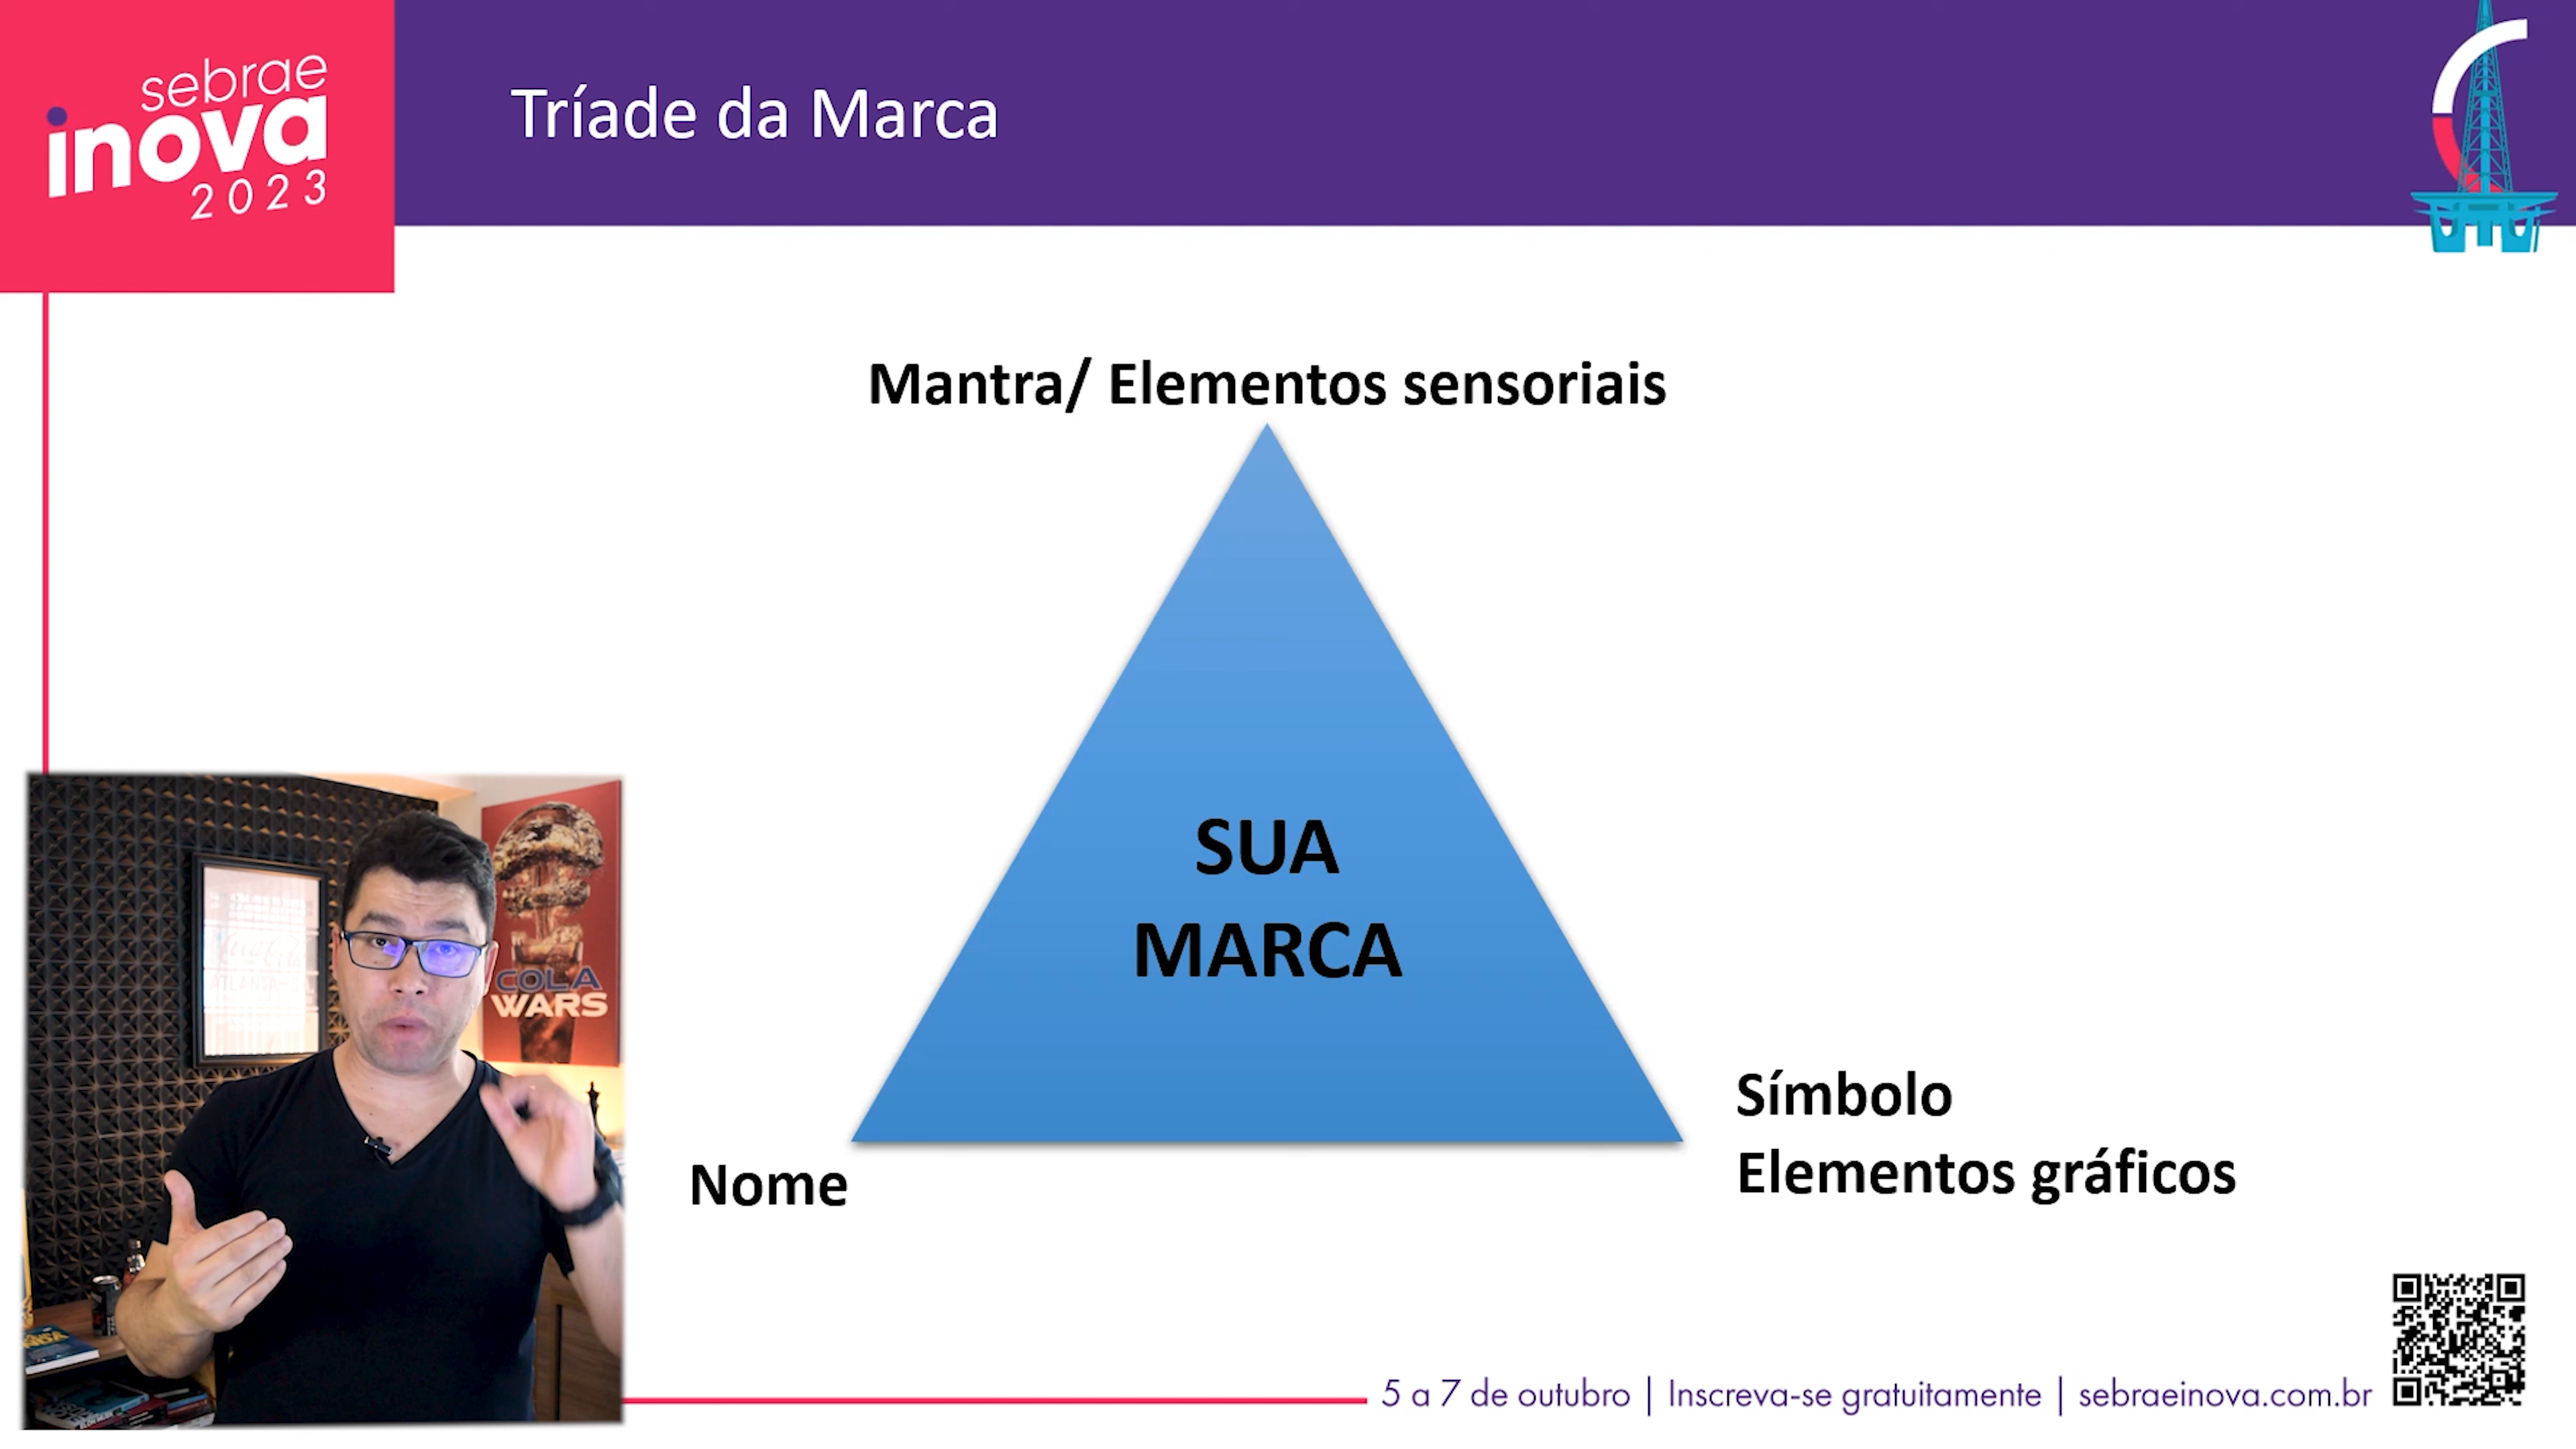 sebrae
inova
2023
Tríade da Marca
Mantra/ Elementos sensoriais
SUA
MARCA
COLA
WARS
Nome
Símbolo
Elementos gráficos
5 a 7 de outubro | Inscreva-se gratuitamente | sebraeinova.com.br